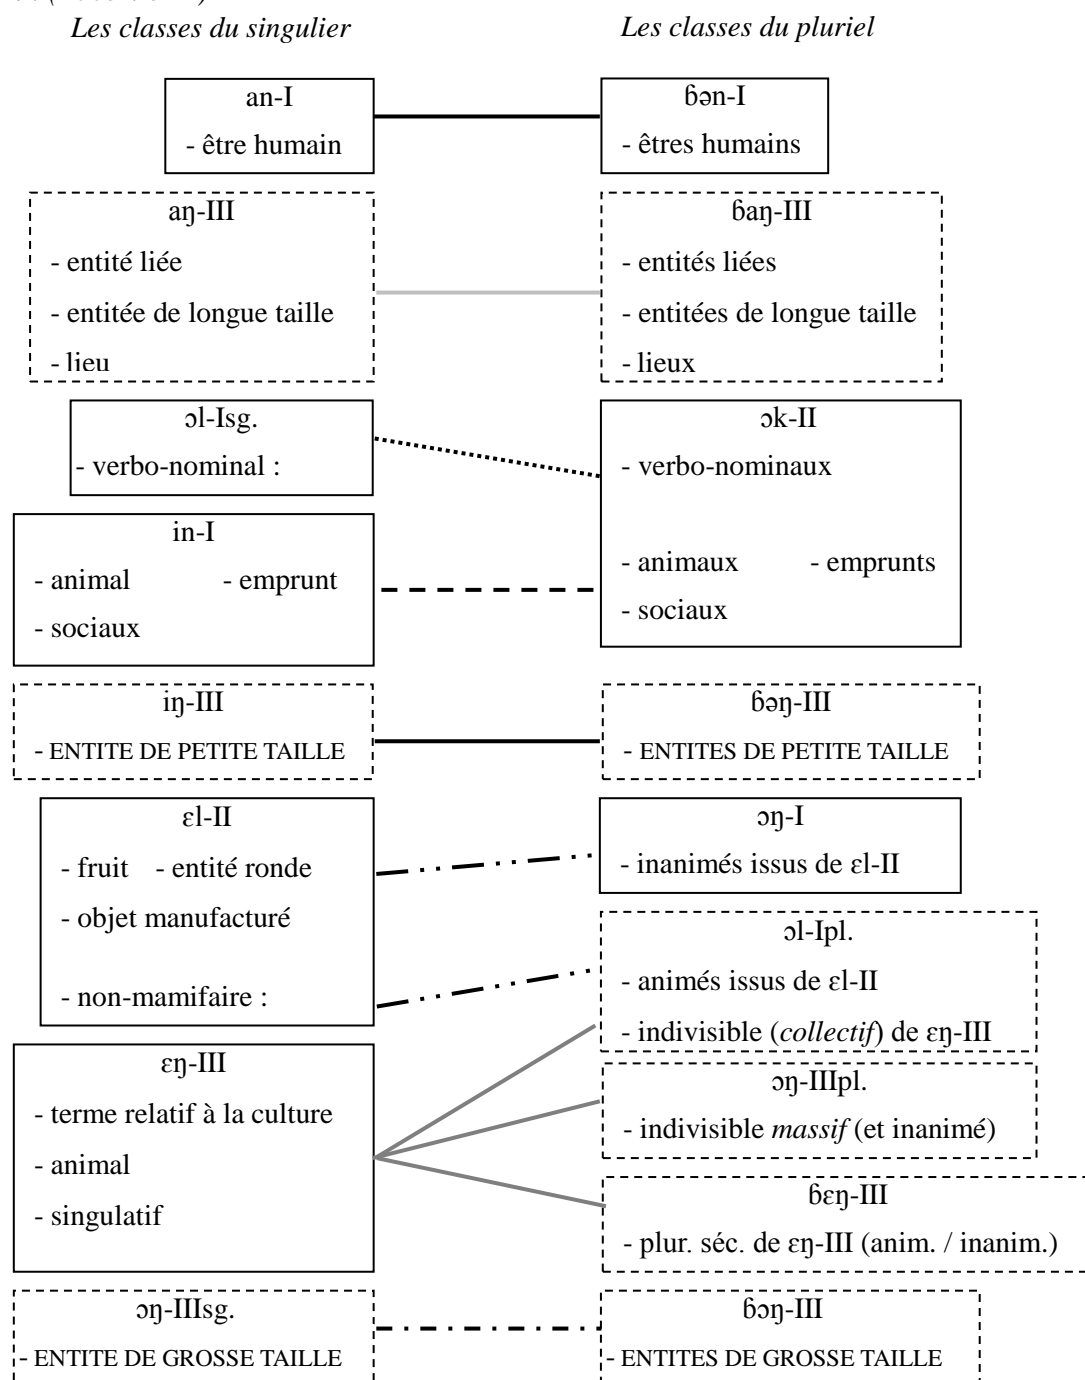 Les classes du singulier
Les classes du pluriel
an-I
- être humain
ɓən-I
- êtres humains
aŋ-III
- entité liée
- entitée de longue taille
- lieu
ɓaŋ-III
- entités liées
- entitées de longue taille
- lieux
ɔl-Isg.
- verbo-nominal :
ɔk-II
- verbo-nominaux
- animaux - emprunts
- sociaux
in-I
- animal - emprunt
- sociaux
iŋ-III
- ENTITE DE PETITE TAILLE
ɓəŋ-III
- ENTITES DE PETITE TAILLE
ɛl-II
- fruit - entité ronde
- objet manufacturé
- non-mamifaire :
ɔŋ-I
- inanimés issus de ɛl-II
ɔl-Ipl.
- animés issus de ɛl-II
- indivisible (collectif) de ɛŋ-III
ɛŋ-III
- terme relatif à la culture
- animal
- singulatif
ɔŋ-IIIpl.
- indivisible massif (et inanimé)
ɓɛŋ-III
- plur. séc. de ɛŋ-III (anim. / inanim.)
ɔŋ-IIIsg.
- ENTITE DE GROSSE TAILLE
ɓɔŋ-III
- ENTITES DE GROSSE TAILLE